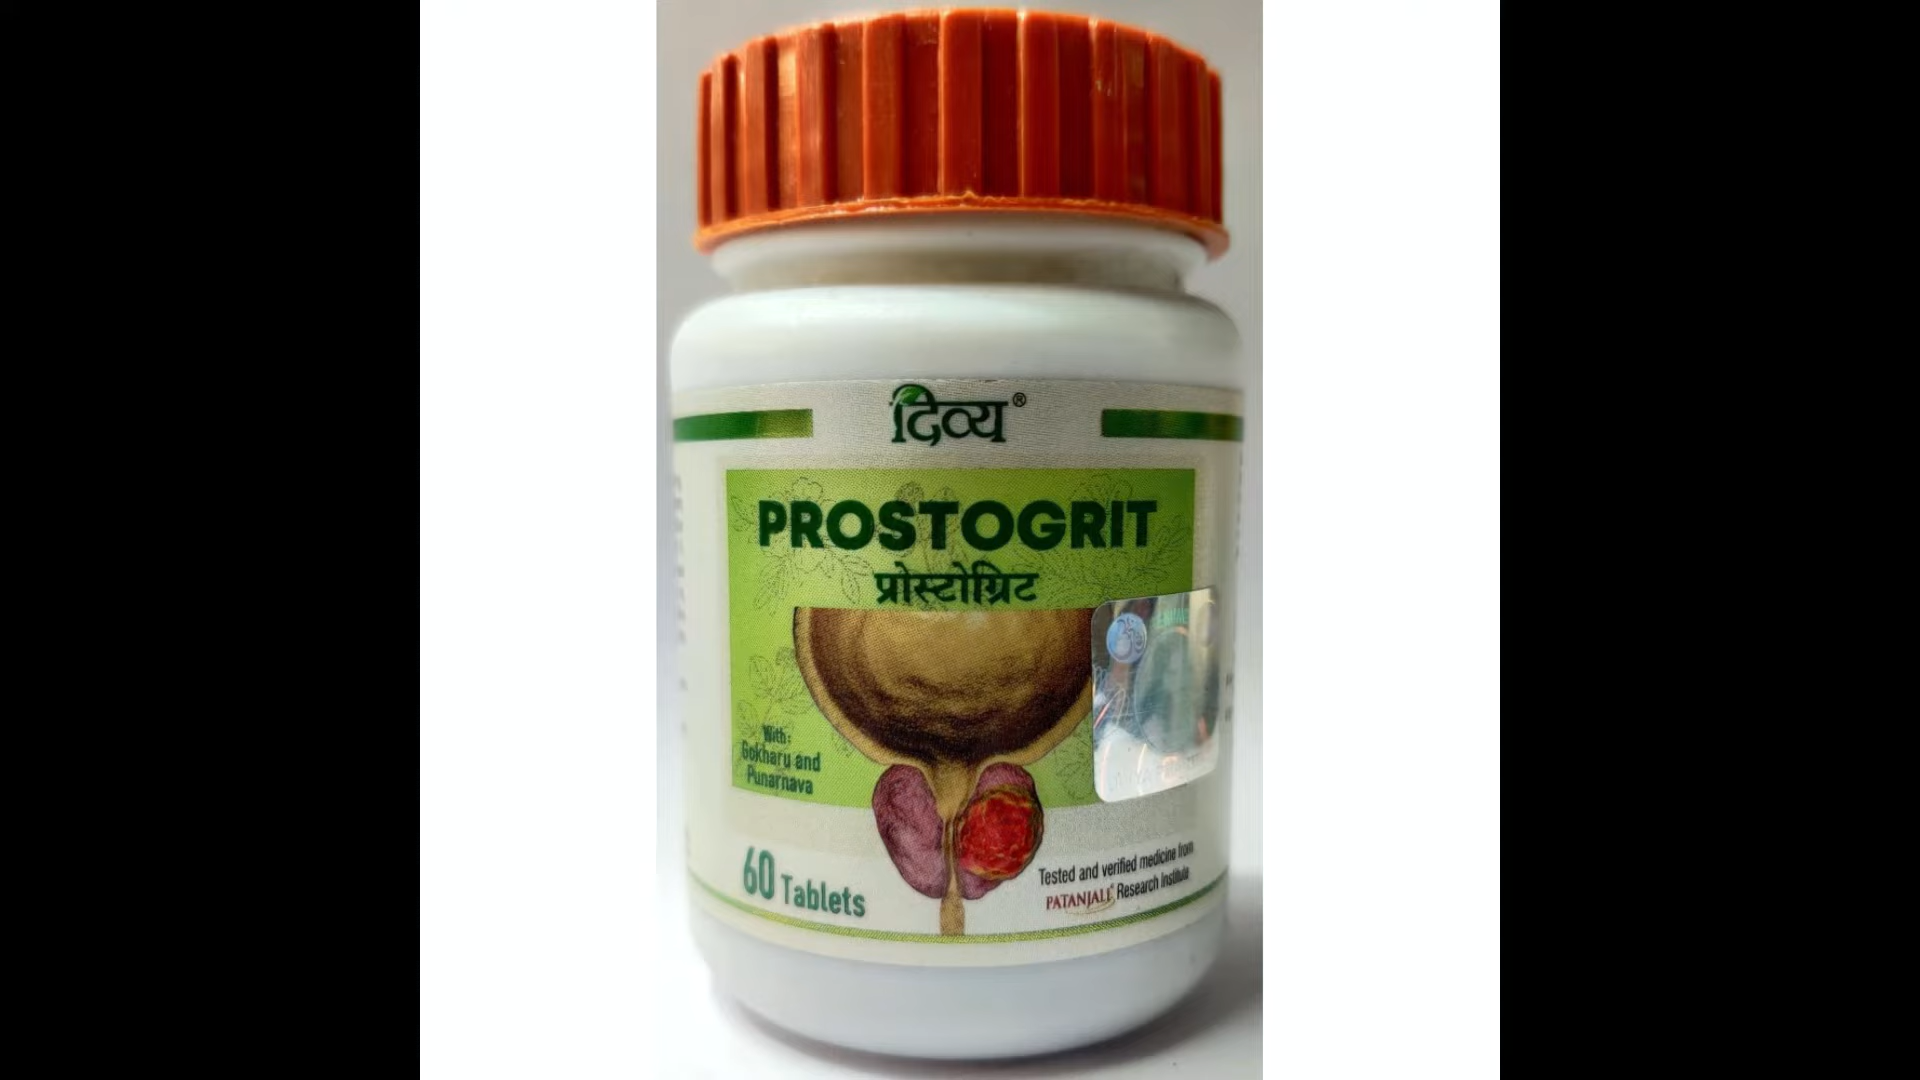 दिव्य®
PROSTOGRIT
प्रोस्टोग्रिट
With:
Gokharu and
Punarnava
60 Tablets
Tested and verified medicine from
PATANJALI® Research Institute